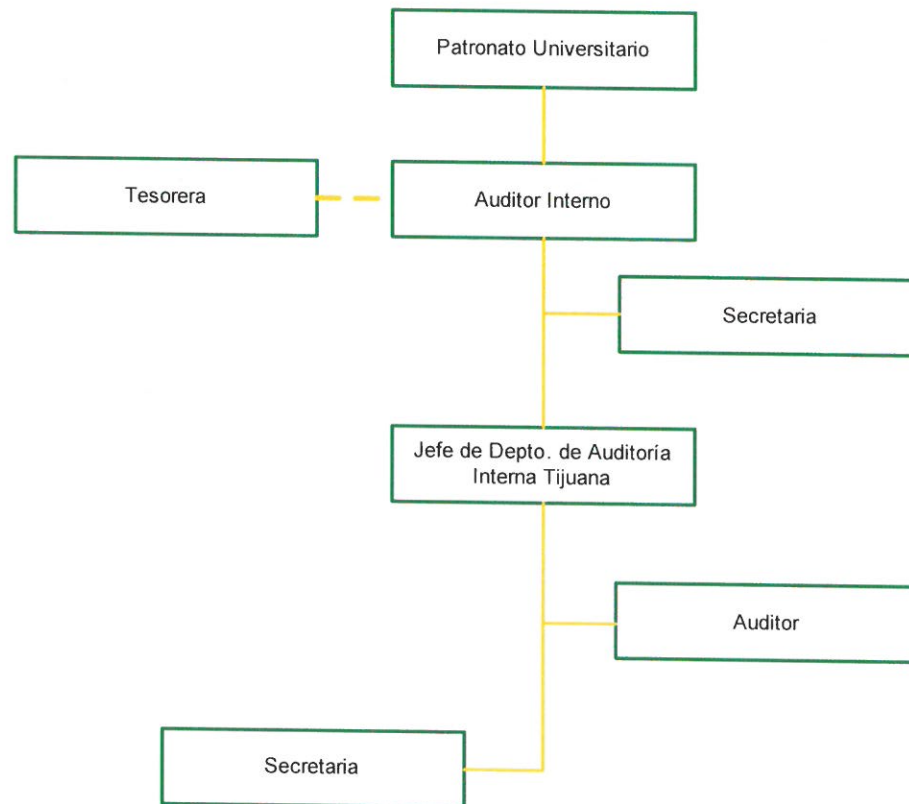 Patronato Universitario
Tesorera
Auditor Interno
Secretaria
Jefe de Depto. de Auditoría
Interna Tijuana
Auditor
Secretaria